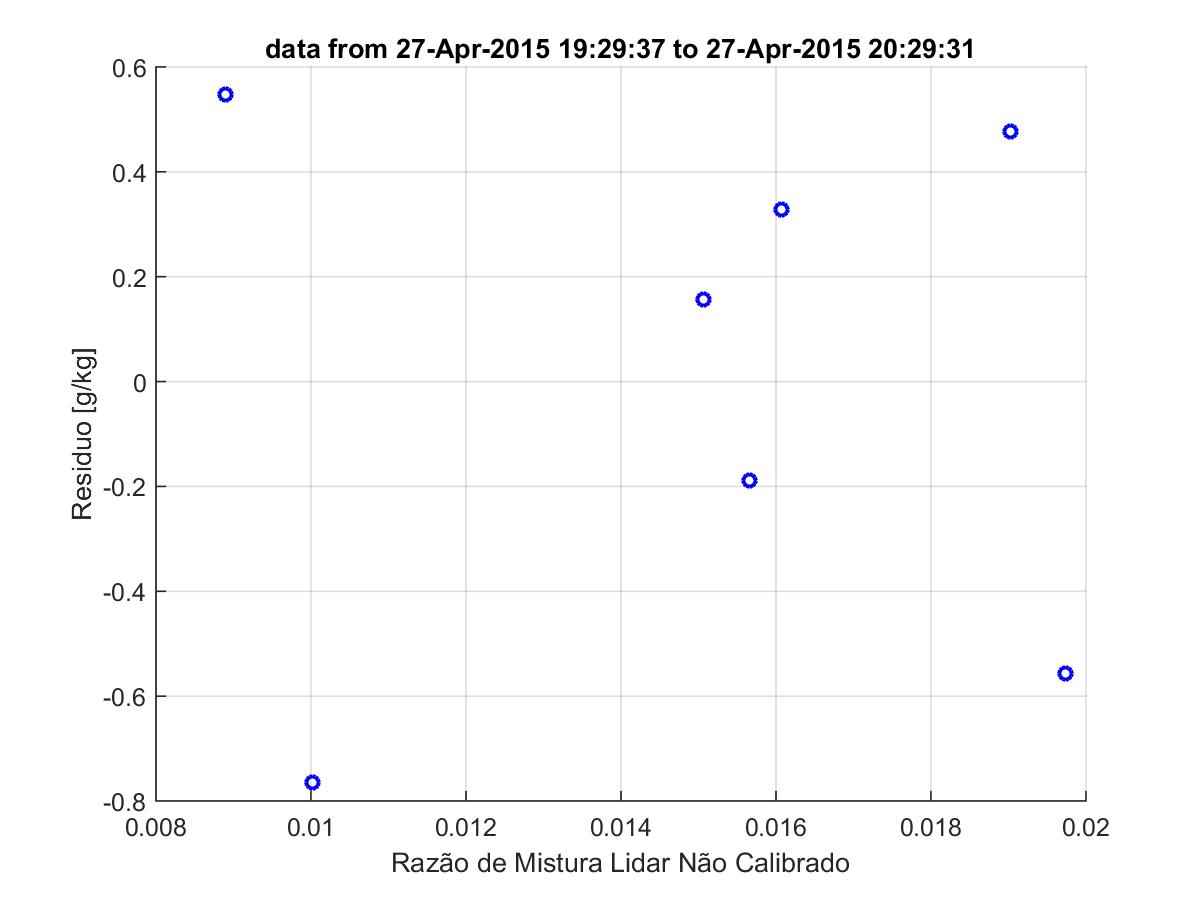 data from 27-Apr-2015 19:29:37 to 27-Apr-2015 20:29:31
0.6
0.4
0.2
0
-0.2
-0.4
-0.6
-0.8
Residuo [g/kg]
0.008 0.01 0.012 0.014 0.016 0.018 0.02
Razão de Mistura Lidar Não Calibrado